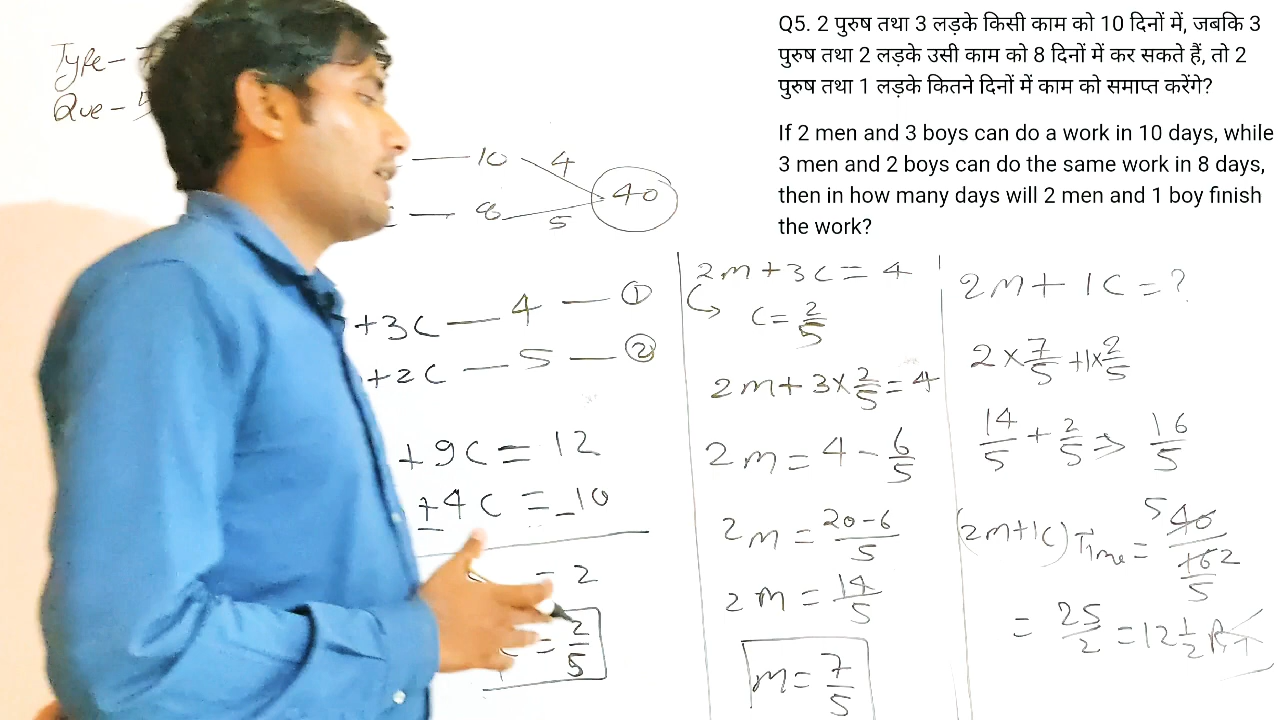 Type- 7
Que- 5
Q5. 2 पुरुष तथा 3 लड़के किसी काम को 10 दिनों में, जबकि 3
पुरुष तथा 2 लड़के उसी काम को 8 दिनों में कर सकते हैं, तो 2
पुरुष तथा 1 लड़के कितने दिनों में काम को समाप्त करेंगे?
If 2 men and 3 boys can do a work in 10 days, while
3 men and 2 boys can do the same work in 8 days,
then in how many days will 2 men and 1 boy finish
the work?
— 10 4
40
— 8 5
+3C — 4 — ①
+2C — 5 — ②
+9C = 12
+4C = -10
= 2
= 2/5
2m+3C = 4
C = 2/5
2m+3×2/5 = 4
2m = 4 - 6/5
2m = 20-6/5
2m = 14/5
m = 7/5
2m + 1C = ?
2×7/5 +1×2/5
14/5 + 2/5 ⇒ 16/5
(2m+1C) Time = 5 40/16 2/5
= 25/2 = 12 1/2